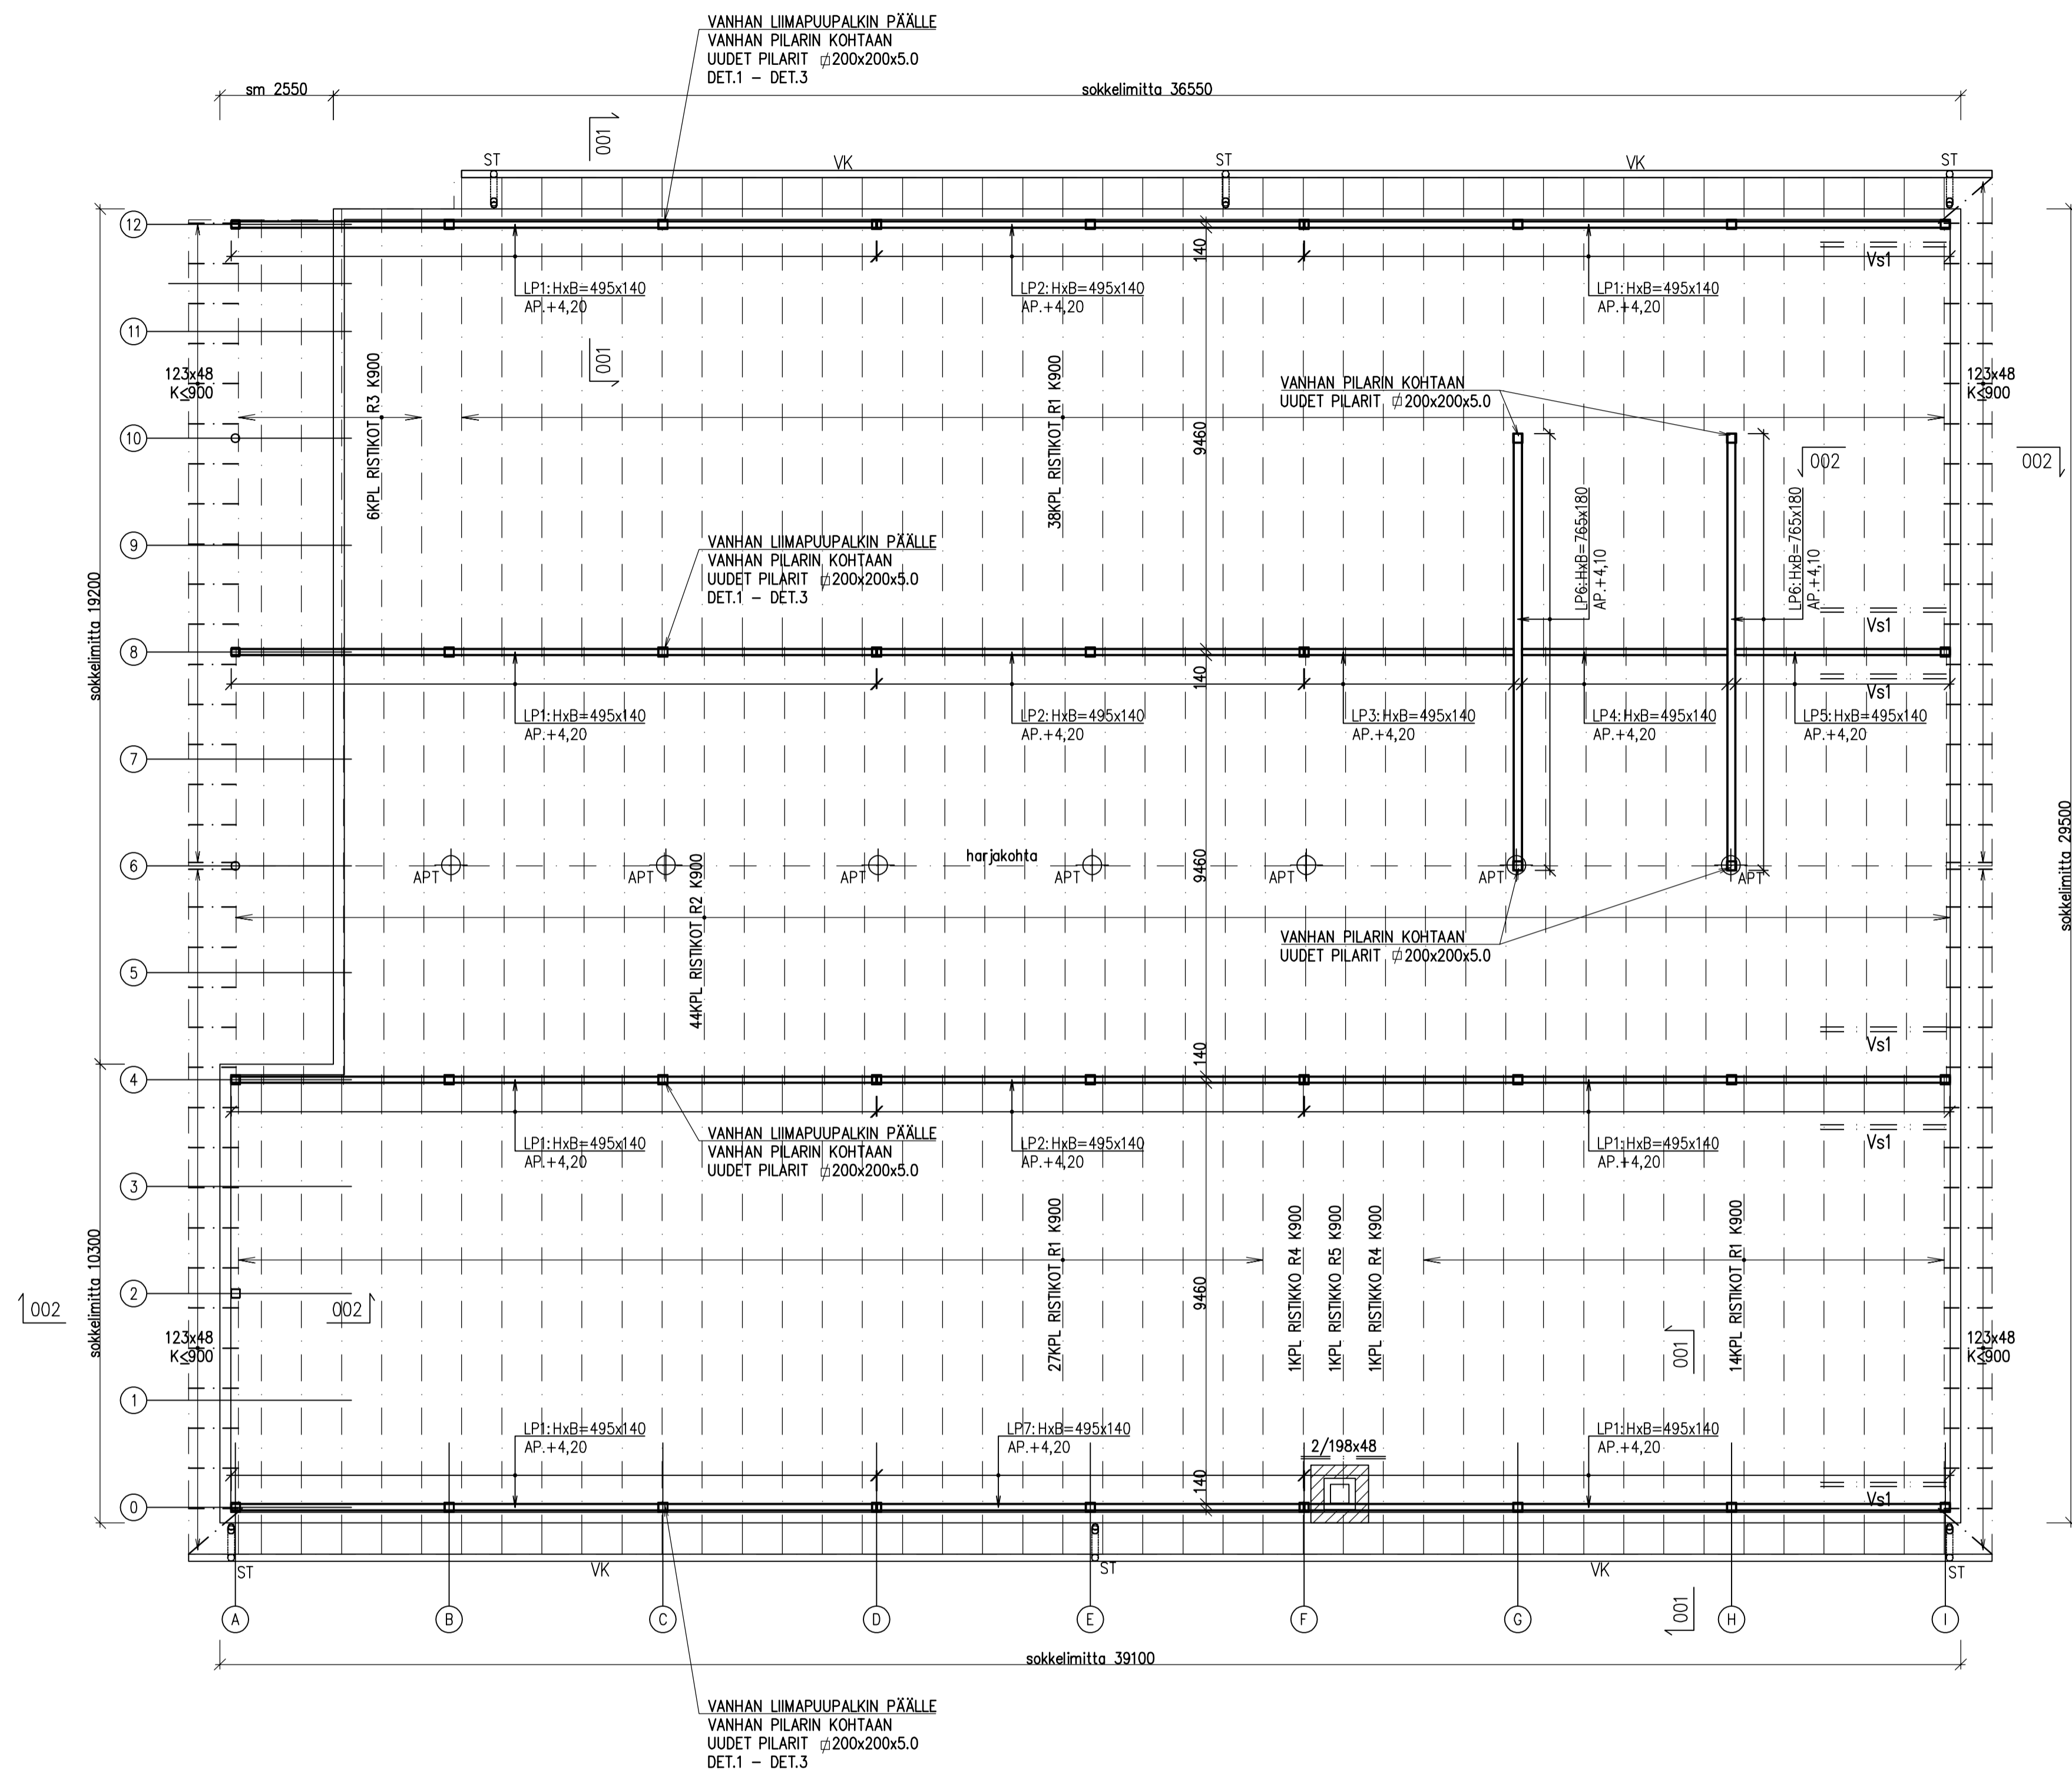 VANHAN LIIMAPUUPALKIN PÄÄLLE
VANHAN PILARIN KOHTAAN
UUDET PILARIT ▱200x200x5.0
DET.1 – DET.3
sm 2550
sokkelimitta 36550
001
ST
VK
ST
VK
ST
12
140
Vs1
LP1:HxB=495x140
AP.+4,20
LP2:HxB=495x140
AP.+4,20
LP1:HxB=495x140
AP.+4,20
11
001
123x48
K≤900
6KPL RISTIKOT R3 K900
38KPL RISTIKOT R1 K900
VANHAN PILARIN KOHTAAN
UUDET PILARIT ▱200x200x5.0
123x48
K≤900
10
9460
002
002
LP6:HxB=765x180
AP.+4,10
LP6:HxB=765x180
AP.+4,10
9
VANHAN LIIMAPUUPALKIN PÄÄLLE
VANHAN PILARIN KOHTAAN
UUDET PILARIT ▱200x200x5.0
DET.1 – DET.3
sokkelimitta 19200
Vs1
8
140
Vs1
LP1:HxB=495x140
AP.+4,20
LP2:HxB=495x140
AP.+4,20
LP3:HxB=495x140
AP.+4,20
LP4:HxB=495x140
AP.+4,20
LP5:HxB=495x140
AP.+4,20
7
sokkelimitta 29500
6
harjakohta
9460
APT
APT
APT
APT
APT
APT
APT
44KPL RISTIKOT R2 K900
VANHAN PILARIN KOHTAAN
UUDET PILARIT ▱200x200x5.0
5
Vs1
4
140
VANHAN LIIMAPUUPALKIN PÄÄLLE
VANHAN PILARIN KOHTAAN
UUDET PILARIT ▱200x200x5.0
LP1:HxB=495x140
AP.+4,20
LP2:HxB=495x140
AP.+4,20
LP1:HxB=495x140
AP.+4,20
Vs1
3
27KPL RISTIKOT R1 K900
1KPL RISTIKKO R4 K900
1KPL RISTIKKO R5 K900
1KPL RISTIKKO R4 K900
14KPL RISTIKOT R1 K900
sokkelimitta 10300
2
9460
002
002
123x48
K≤900
001
123x48
K≤900
1
LP1:HxB=495x140
AP.+4,20
LP7:HxB=495x140
AP.+4,20
LP1:HxB=495x140
AP.+4,20
2/198x48
140
Vs1
0
ST
VK
ST
VK
ST
001
A
B
C
D
E
F
G
H
I
sokkelimitta 39100
VANHAN LIIMAPUUPALKIN PÄÄLLE
VANHAN PILARIN KOHTAAN
UUDET PILARIT ▱200x200x5.0
DET.1 – DET.3